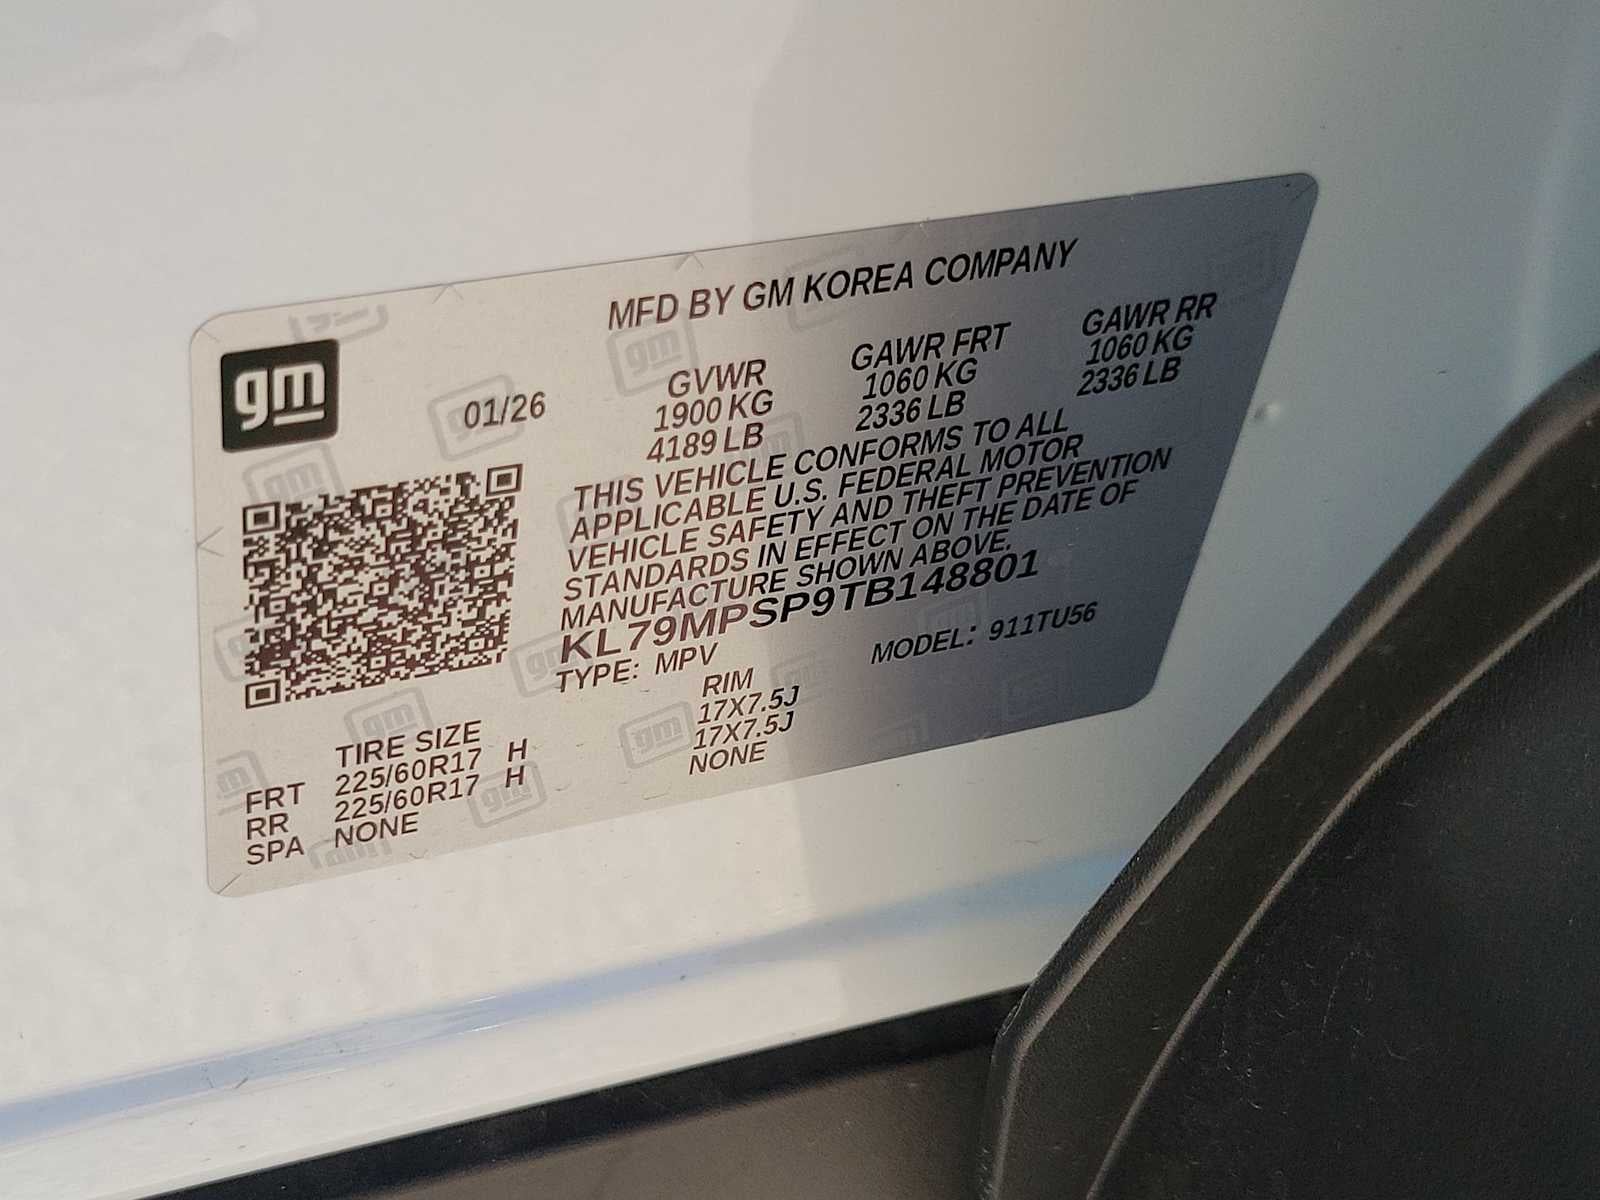 MFD BY GM KOREA COMPANY
gm
01/26
GVWR GAWR FRT GAWR RR
1900 KG 1060 KG 1060 KG
4189 LB 2336 LB 2336 LB
THIS VEHICLE CONFORMS TO ALL
APPLICABLE U.S. FEDERAL MOTOR
VEHICLE SAFETY AND THEFT PREVENTION
STANDARDS IN EFFECT ON THE DATE OF
MANUFACTURE SHOWN ABOVE.
KL79MPSP9TB148801
TYPE: MPV MODEL: 911TU56
TIRE SIZE RIM
FRT 225/60R17 H 17X7.5J
RR 225/60R17 H 17X7.5J
SPA NONE NONE